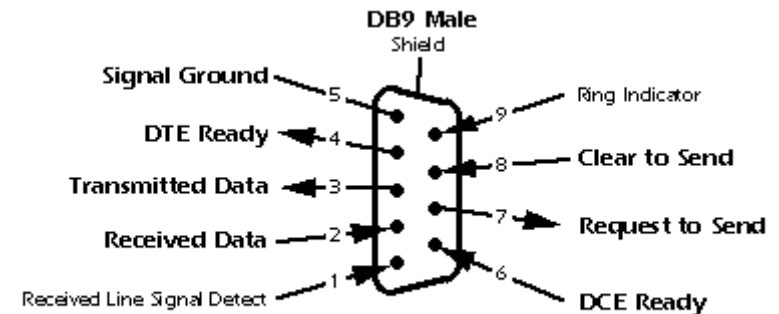 DB9 Male
Shield
Signal Ground
5
9
Ring Indicator
DTE Ready
4
8
Clear to Send
Transmitted Data
3
7
Request to Send
Received Data
2
6
DCE Ready
Received Line Signal Detect
1